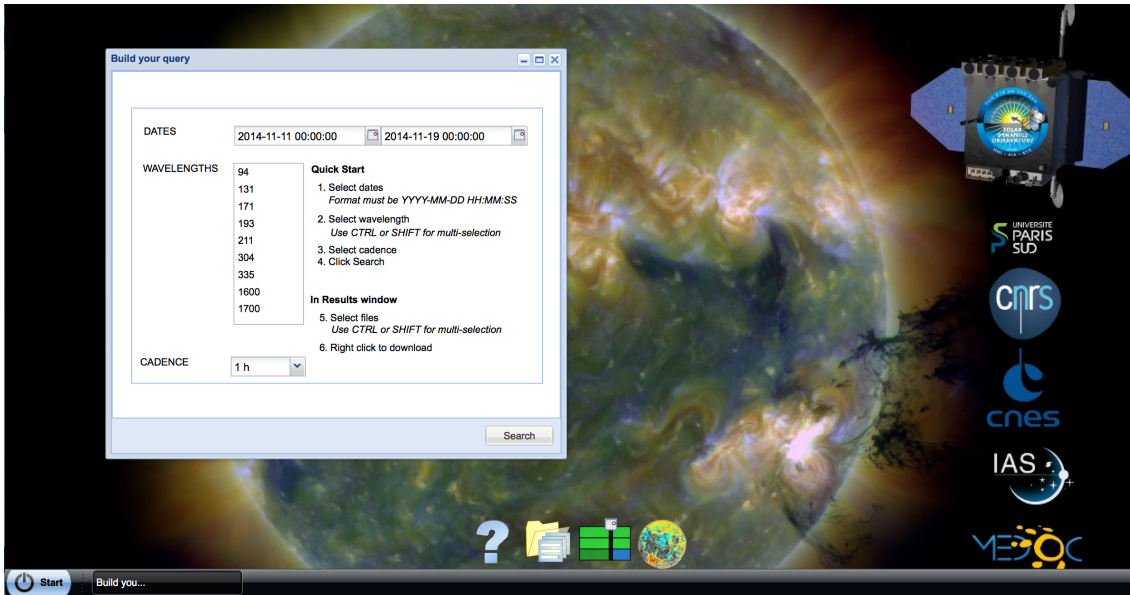 Build your query
DATES
2014-11-11 00:00:00
2014-11-19 00:00:00
WAVELENGTHS
94
131
171
193
211
304
335
1600
1700
Quick Start
1. Select dates
Format must be YYYY-MM-DD HH:MM:SS
2. Select wavelength
Use CTRL or SHIFT for multi-selection
3. Select cadence
4. Click Search
In Results window
5. Select files
Use CTRL or SHIFT for multi-selection
6. Right click to download
CADENCE
1 h
Search
SOLAR
DYNAMICS
OBSERVATORY
UNIVERSITÉ
PARIS
SUD
cnrs
cnes
IAS
MEDOC
?
Start
Build you...